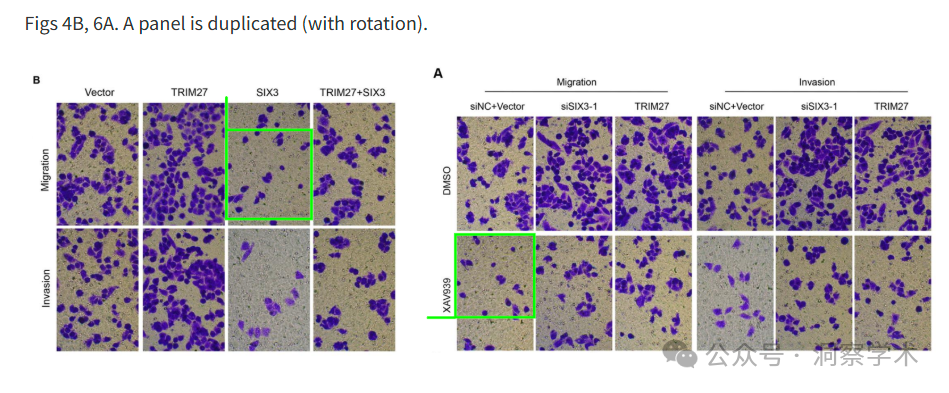 Figs 4B, 6A. A panel is duplicated (with rotation).
B
Vector TRIM27 SIX3 TRIM27+SIX3
Migration
Invasion
A
Migration Invasion
siNC+Vector siSIX3-1 TRIM27 siNC+Vector siSIX3-1 TRIM27
DMSO
XAV939
公众号 · 洞察学术